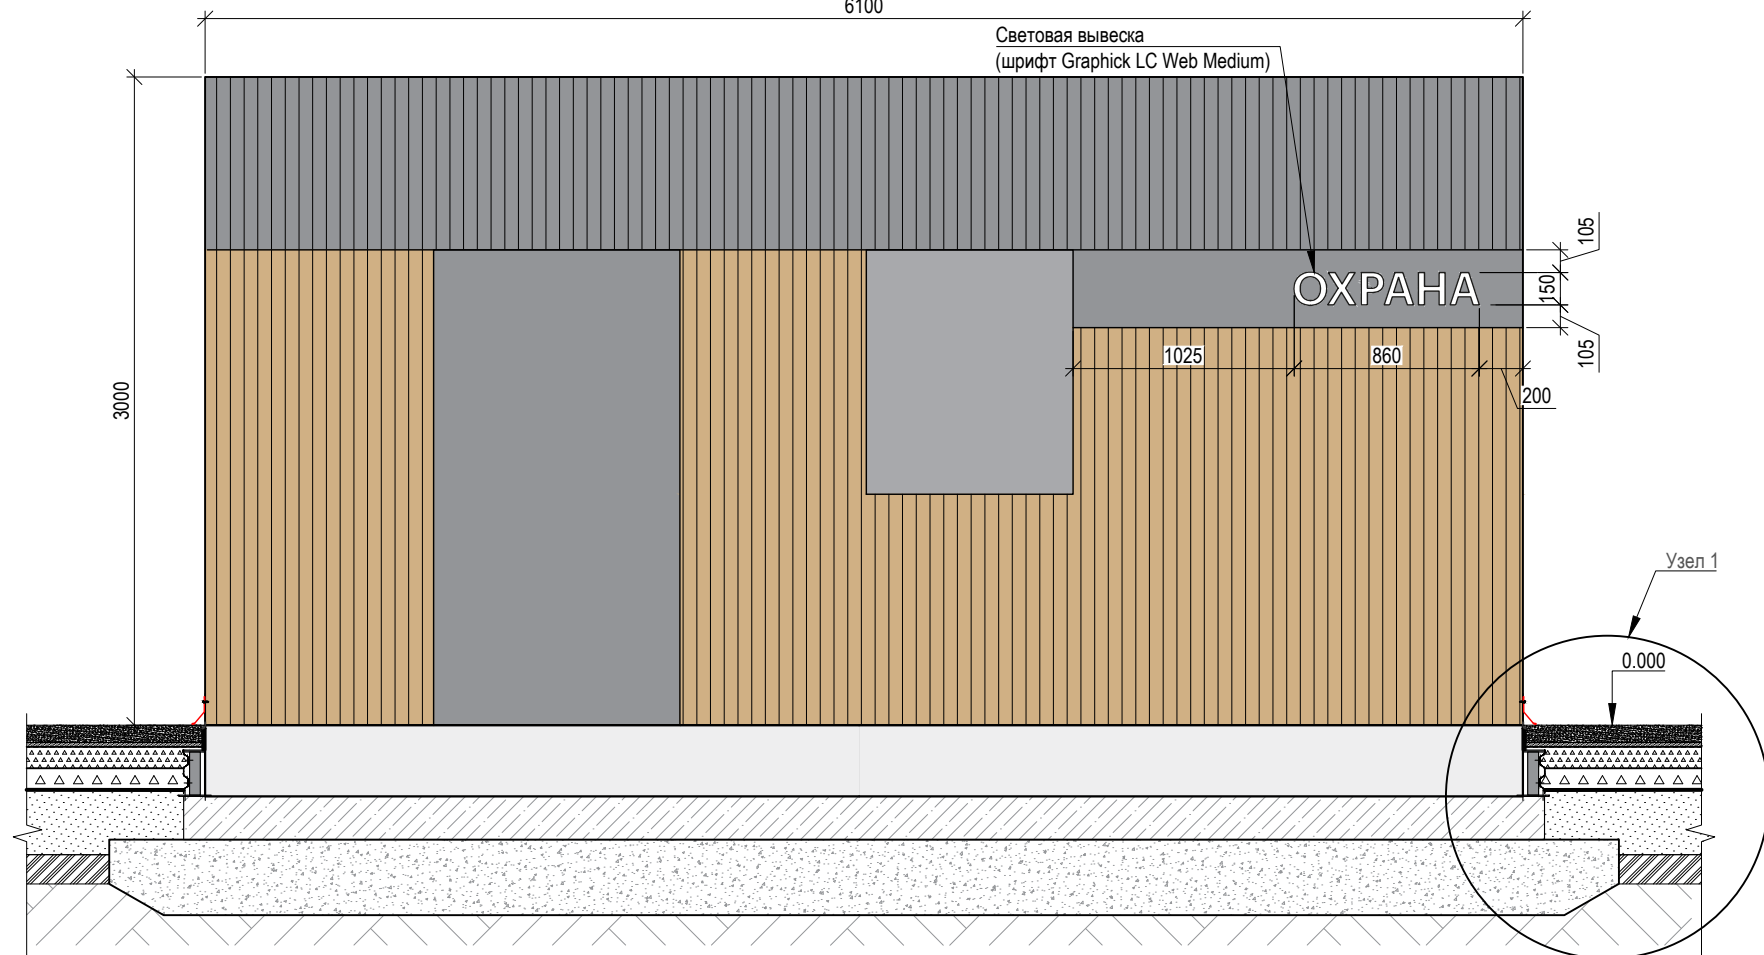 6100
Световая вывеска
(шрифт Graphick LC Web Medium)
3000
105
ОХРАНА
150
105
1025
860
200
Узел 1
0.000